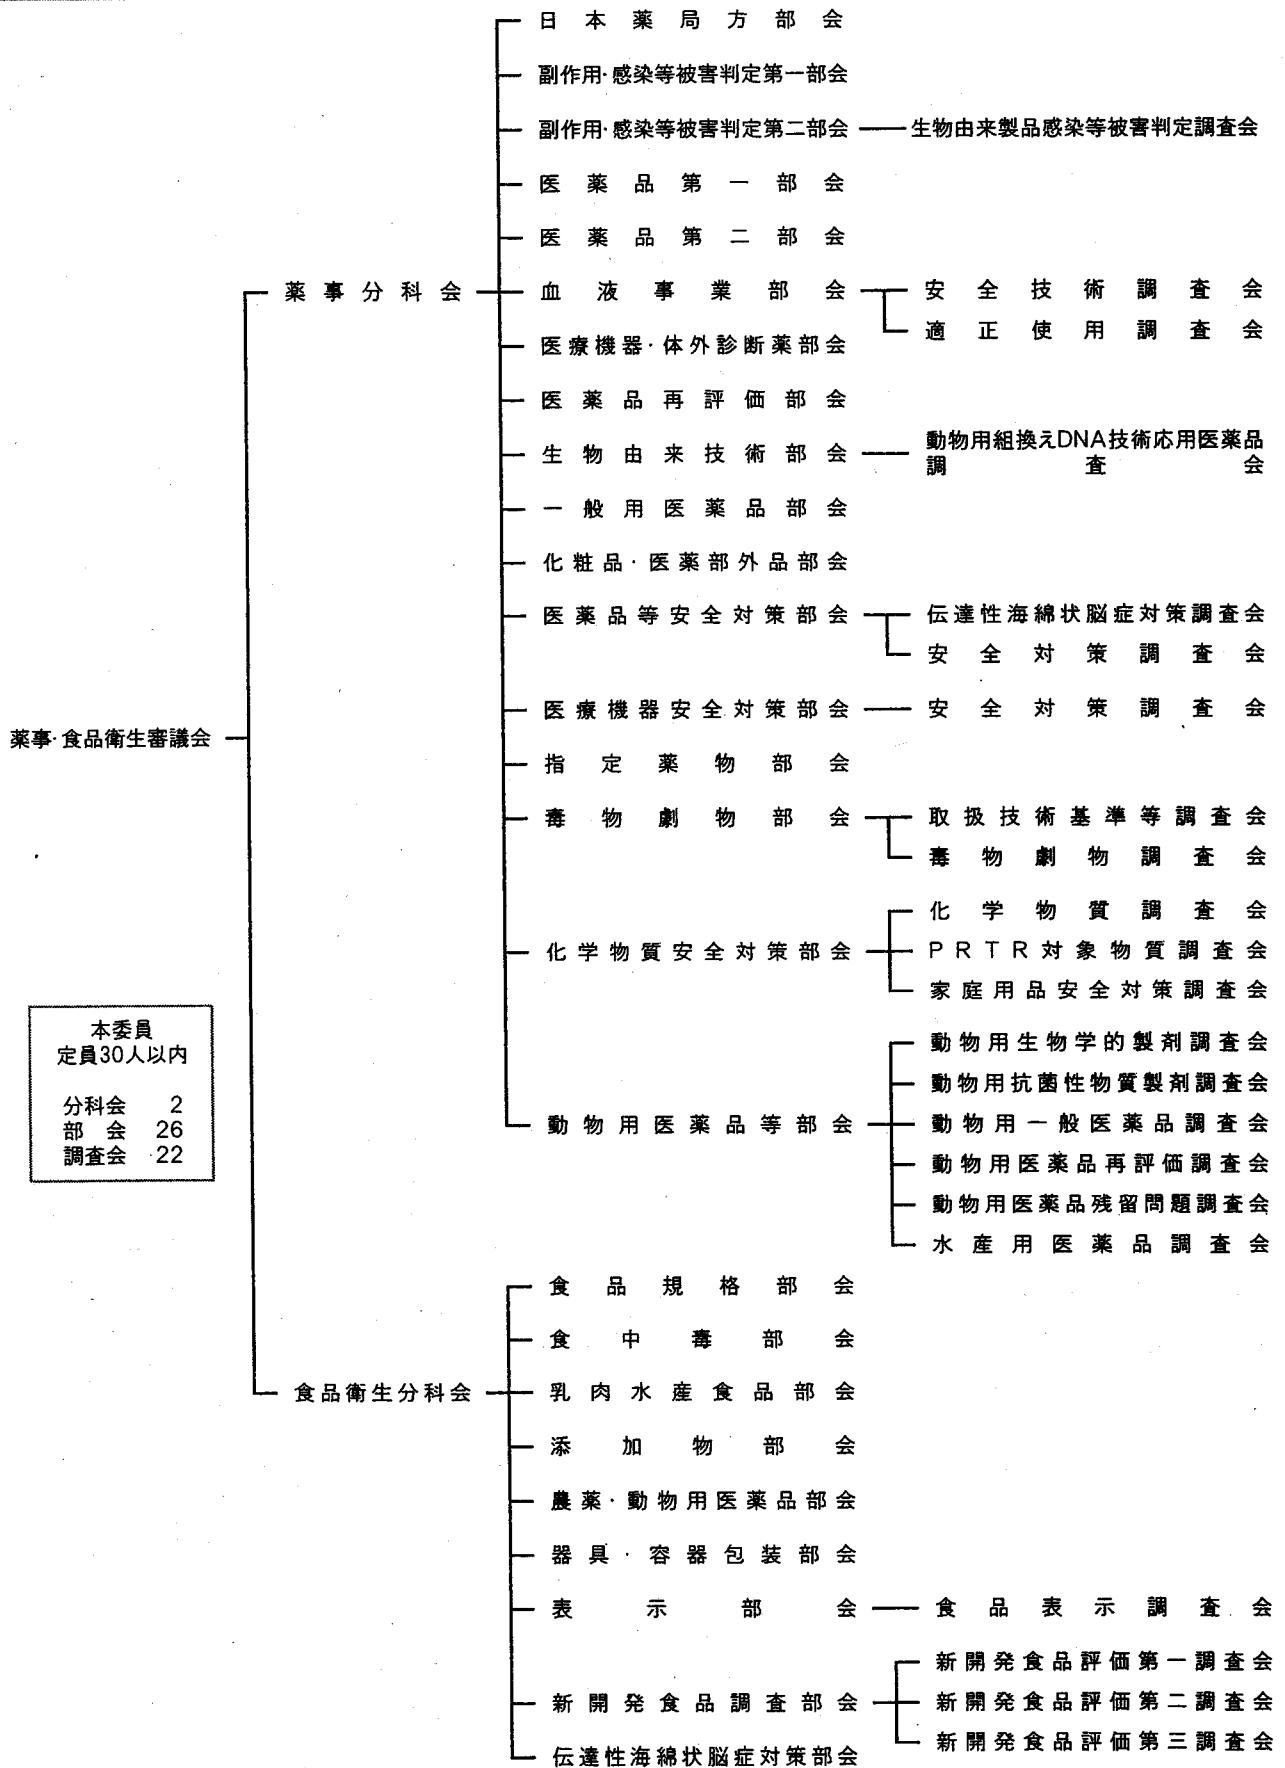 日本薬局方部会
副作用・感染等被害判定第一部会
副作用・感染等被害判定第二部会
生物由来製品感染等被害判定調査会
医薬品第一部会
医薬品第二部会
薬事分科会
血液事業部会
安全技術調査会
適正使用調査会
医療機器・体外診断薬部会
医薬品再評価部会
生物由来技術部会
動物用組換えDNA技術応用医薬品
調査会
一般用医薬品部会
化粧品・医薬部外品部会
医薬品等安全対策部会
伝達性海綿状脳症対策調査会
安全対策調査会
医療機器安全対策部会
安全対策調査会
薬事・食品衛生審議会
指定薬物部会
毒物劇物部会
取扱技術基準等調査会
毒物劇物調査会
化学物質安全対策部会
化学物質調査会
PRTR対象物質調査会
家庭用品安全対策調査会
本委員
定員30人以内
分科会 2
部会 26
調査会 22
動物用医薬品等部会
動物用生物学的製剤調査会
動物用抗菌性物質製剤調査会
動物用一般医薬品調査会
動物用医薬品再評価調査会
動物用医薬品残留問題調査会
水産用医薬品調査会
食品規格部会
食中毒部会
食品衛生分科会
乳肉水産食品部会
添加物部会
農薬・動物用医薬品部会
器具・容器包装部会
表示部会
食品表示調査会
新開発食品調査部会
新開発食品評価第一調査会
新開発食品評価第二調査会
新開発食品評価第三調査会
伝達性海綿状脳症対策部会